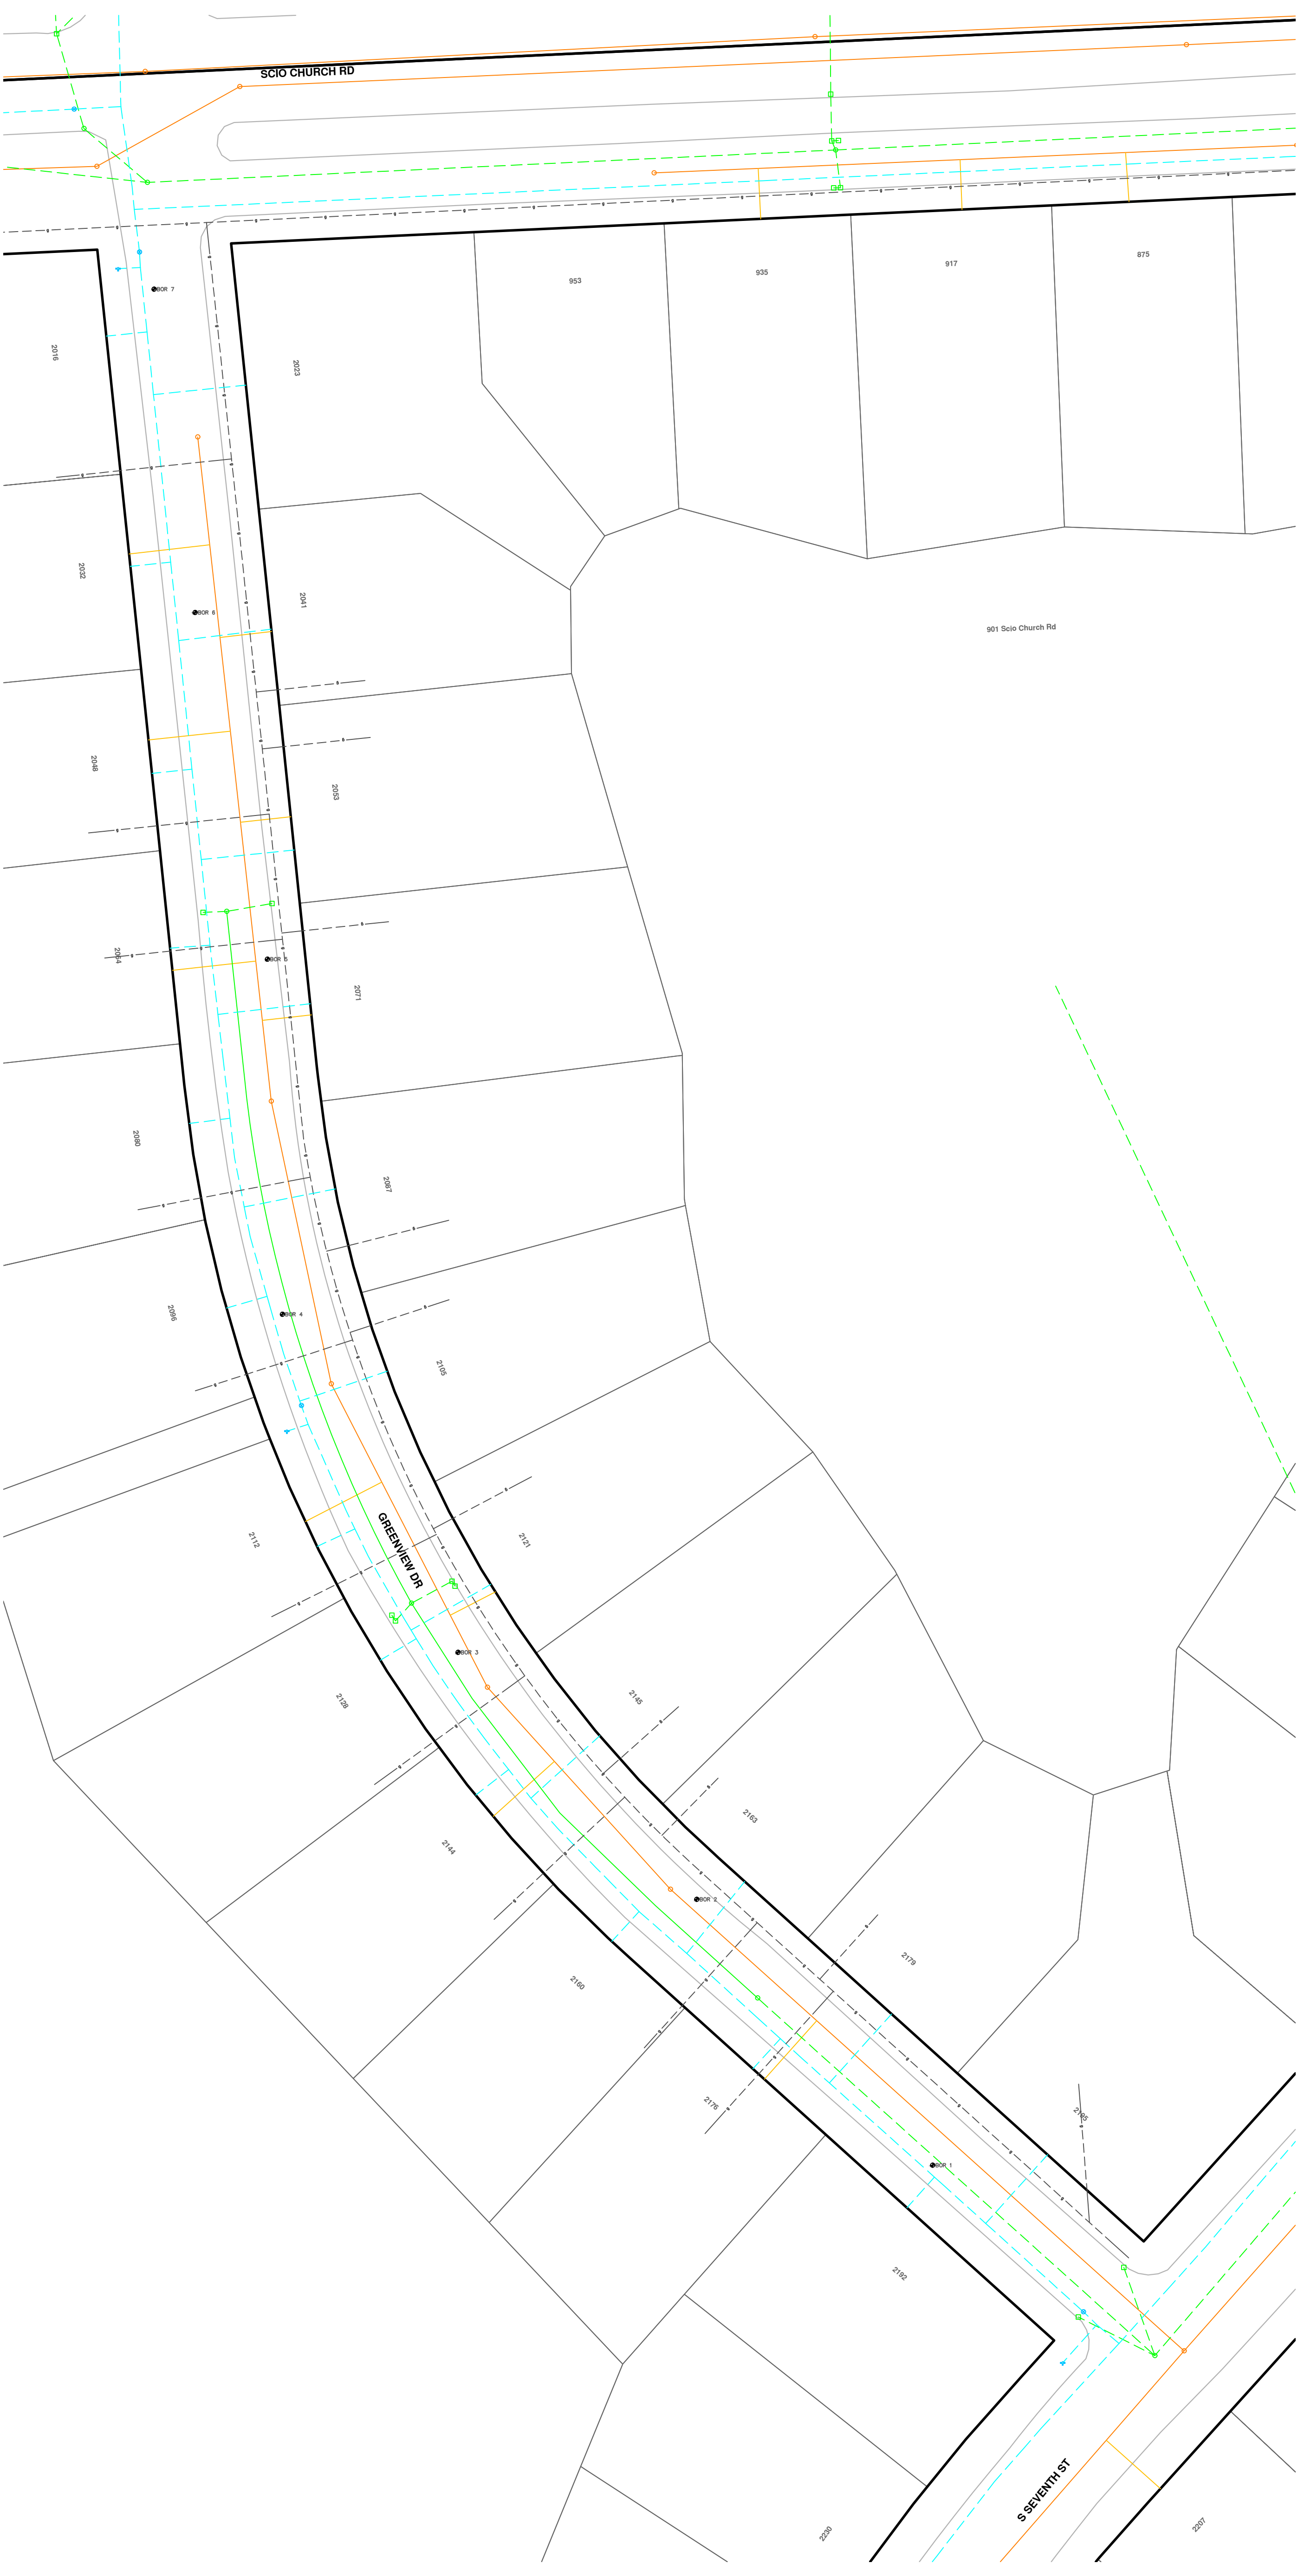 SCIO CHURCH RD
875
917
935
953
BOR 7
2016
2023
2032
2041
BOR 6
901 Scio Church Rd
2048
2053
2064
BOR 5
2071
2080
2087
2096
BOR 4
2105
2112
GREENVIEW DR
2121
BOR 3
2128
2145
2144
2163
BOR 2
2160
2179
2176
2195
BOR 1
2192
S SEVENTH ST
2230
2207